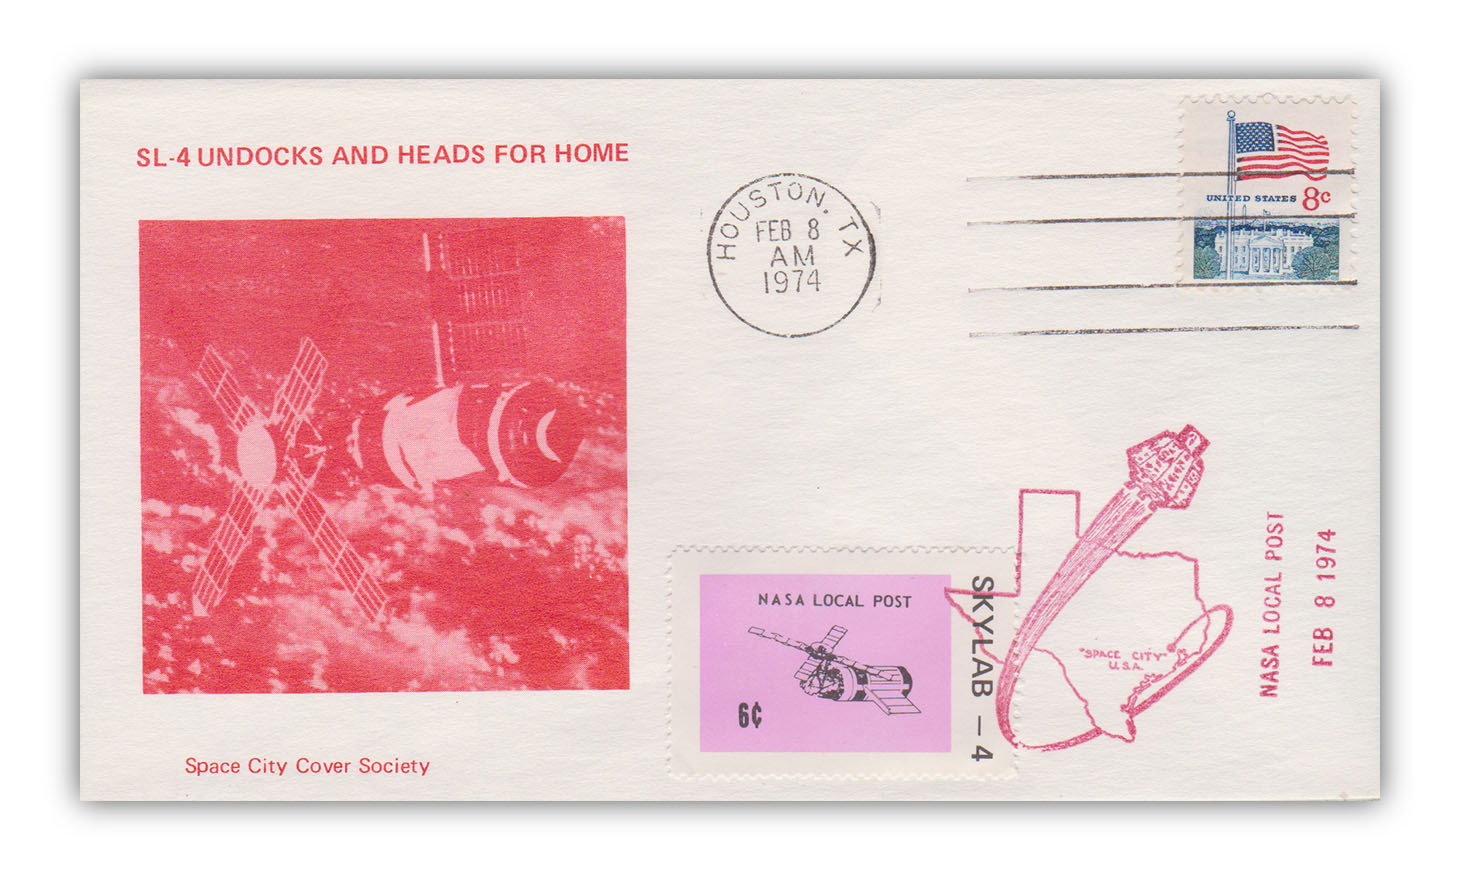 SL-4 UNDOCKS AND HEADS FOR HOME
HOUSTON, TX
FEB 8
AM
1974
UNITED STATES 8c
NASA LOCAL POST
6¢
SKYLAB – 4
"SPACE CITY"
U.S.A.
NASA LOCAL POST
FEB 8 1974
Space City Cover Society